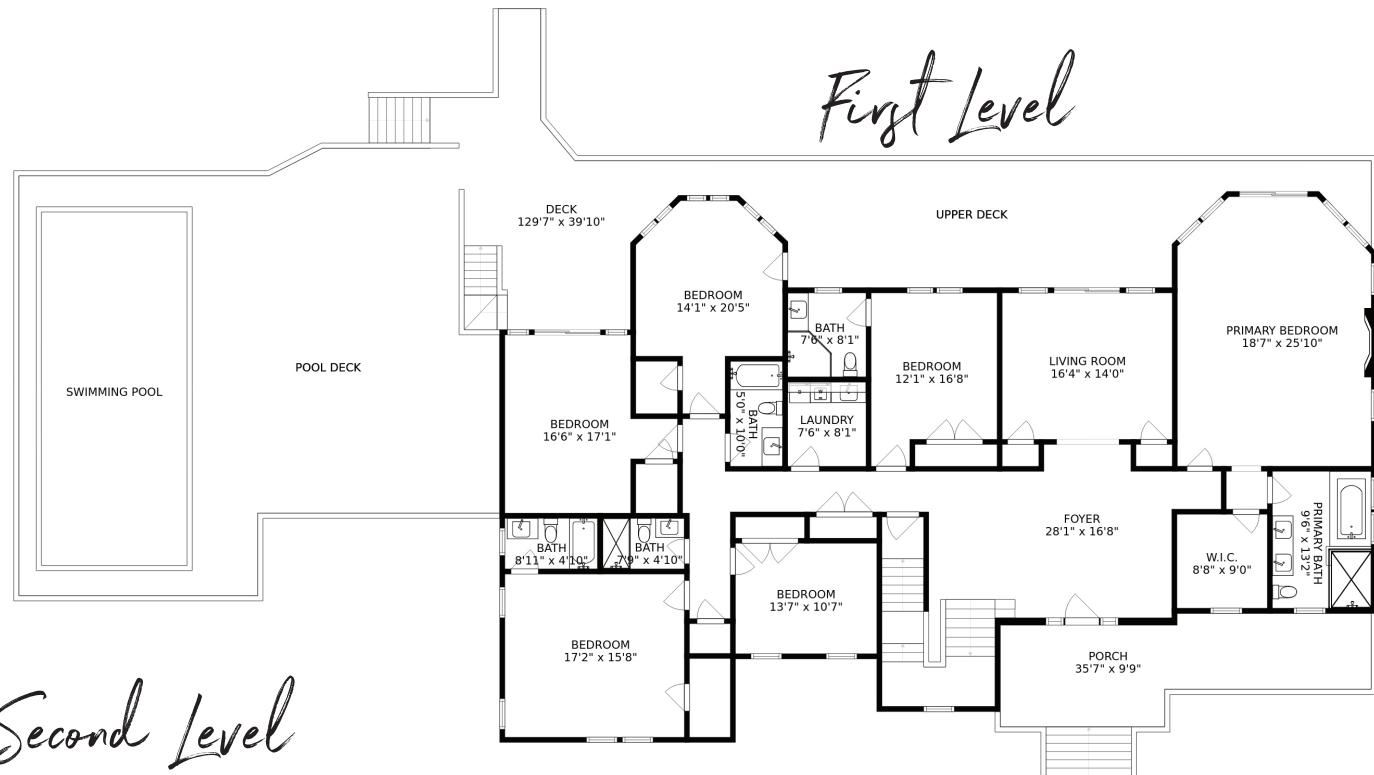 First Level
DECK
129'7" x 39'10"
UPPER DECK
BEDROOM
14'1" x 20'5"
BATH
7'6" x 8'1"
PRIMARY BEDROOM
18'7" x 25'10"
POOL DECK
LIVING ROOM
16'4" x 14'0"
BEDROOM
12'1" x 16'8"
SWIMMING POOL
BEDROOM
16'6" x 17'1"
BATH
5'0" x 10'0"
LAUNDRY
7'6" x 8'1"
FOYER
28'1" x 16'8"
PRIMARY BATH
9'6" x 13'2"
BATH
8'11" x 4'10"
BATH
7'9" x 4'10"
W.I.C.
8'8" x 9'0"
BEDROOM
13'7" x 10'7"
BEDROOM
17'2" x 15'8"
PORCH
35'7" x 9'9"
Second Level